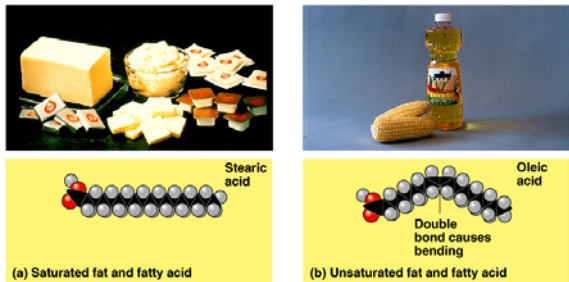 Stearic
acid
(a) Saturated fat and fatty acid
Oleic
acid
Double
bond causes
bending
(b) Unsaturated fat and fatty acid